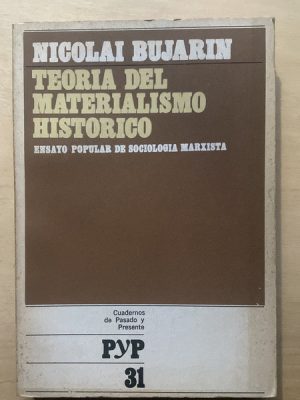 NICOLAI BUJARIN
TEORIA DEL
MATERIALISMO
HISTORICO
ENSAYO POPULAR DE SOCIOLOGIA MARXISTA
Cuadernos
de Pasado y
Presente
PYP
31